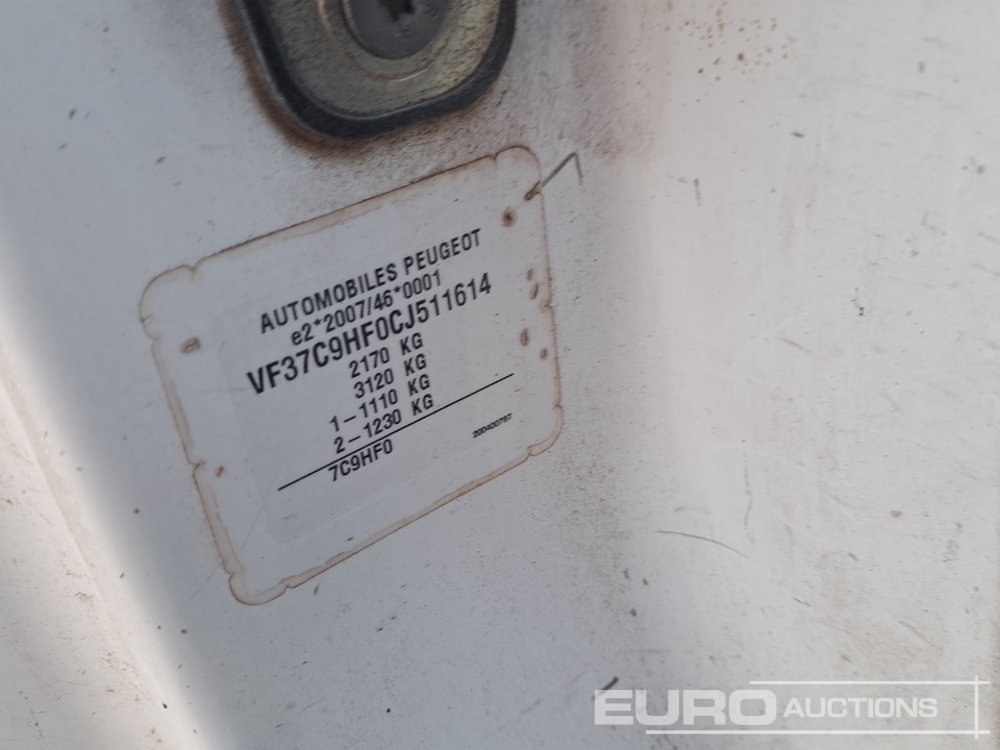 AUTOMOBILES PEUGEOT
e2*2007/46*0001
VF37C9HF0CJ511614
2170 KG
3120 KG
1-1110 KG
2-1230 KG
7C9HF0
200400767
EURO AUCTIONS